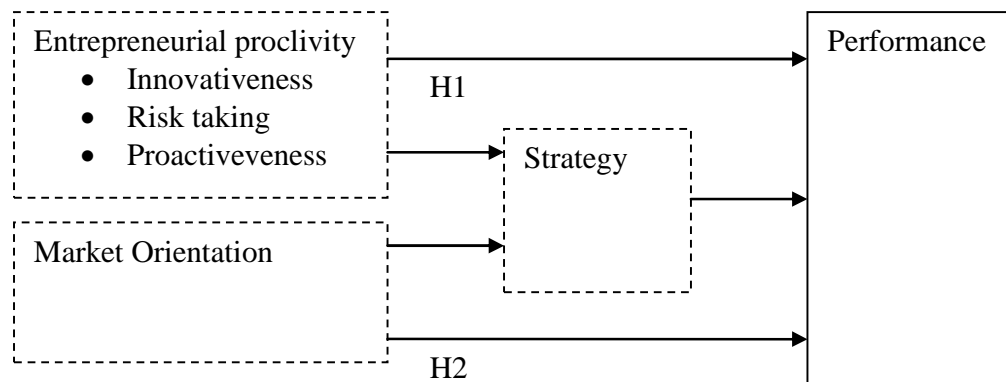 Entrepreneurial proclivity
• Innovativeness
• Risk taking
• Proactiveveness
H1
Performance
Strategy
Market Orientation
H2